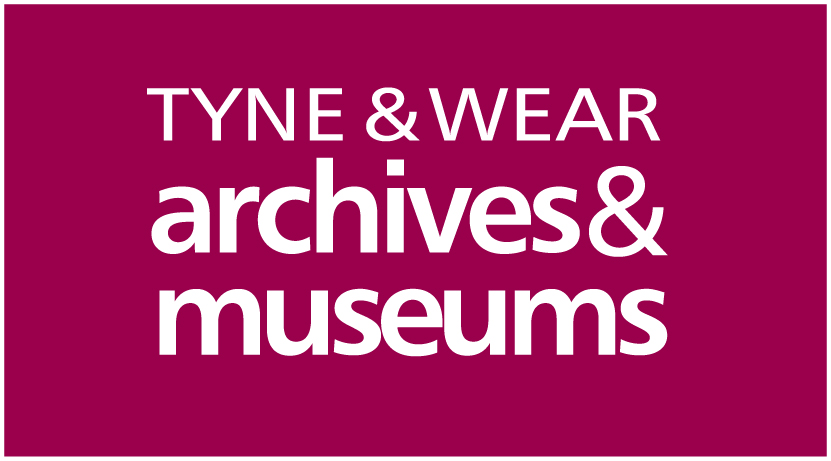 TYNE & WEAR
archives&
museums